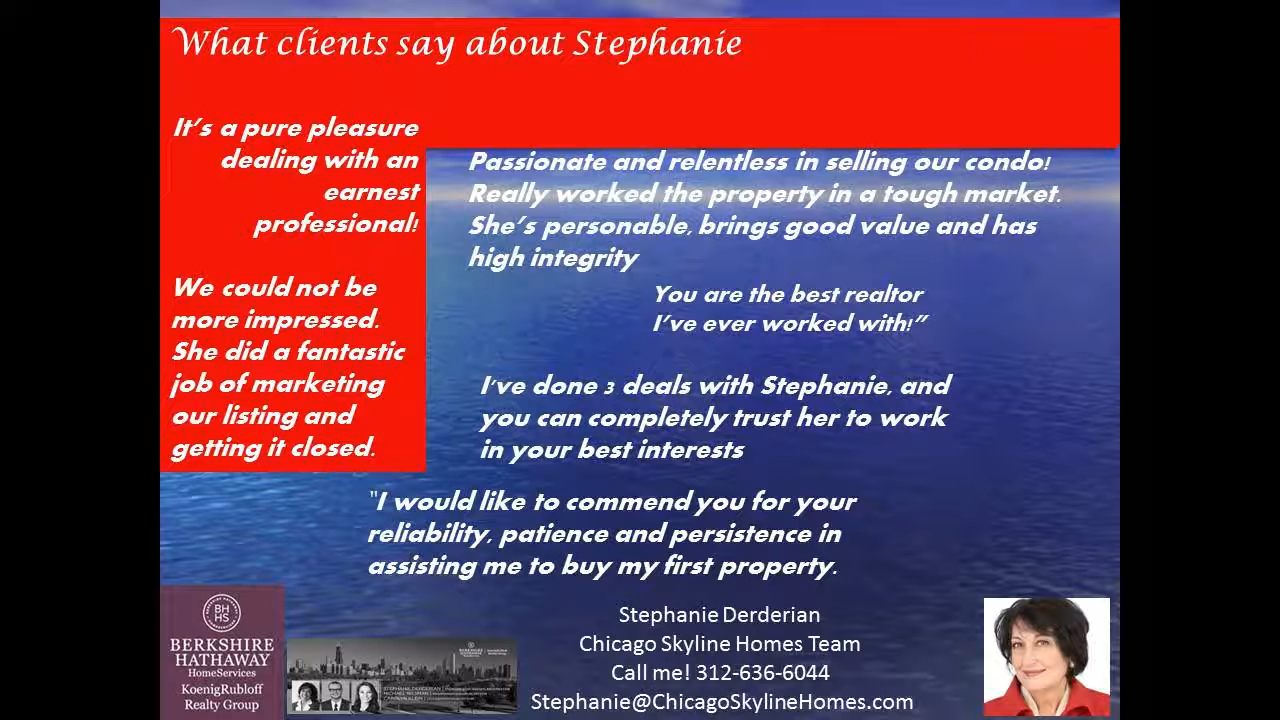 What clients say about Stephanie
It's a pure pleasure
dealing with an
earnest
professional!
We could not be
more impressed.
She did a fantastic
job of marketing
our listing and
getting it closed.
Passionate and relentless in selling our condo!
Really worked the property in a tough market.
She's personable, brings good value and has
high integrity
You are the best realtor
I've ever worked with!”
I've done 3 deals with Stephanie, and
you can completely trust her to work
in your best interests
"I would like to commend you for your
reliability, patience and persistence in
assisting me to buy my first property.
BH
HS
BERKSHIRE
HATHAWAY
HomeServices
KoenigRubloff
Realty Group
STEPHANIE DERDERIAN
Stephanie Derderian
Chicago Skyline Homes Team
Call me! 312-636-6044
Stephanie@ChicagoSkylineHomes.com